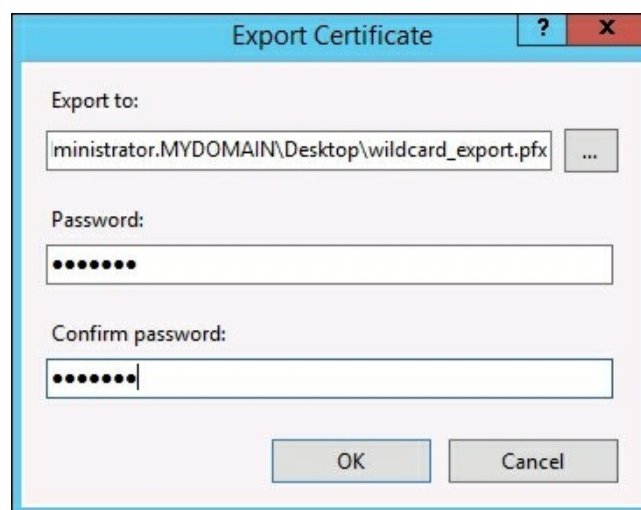 Export Certificate
?
x
Export to:
ministrator.MYDOMAIN\Desktop\wildcard_export.pfx
...
Password:
●●●●●●●
Confirm password:
●●●●●●●
OK
Cancel